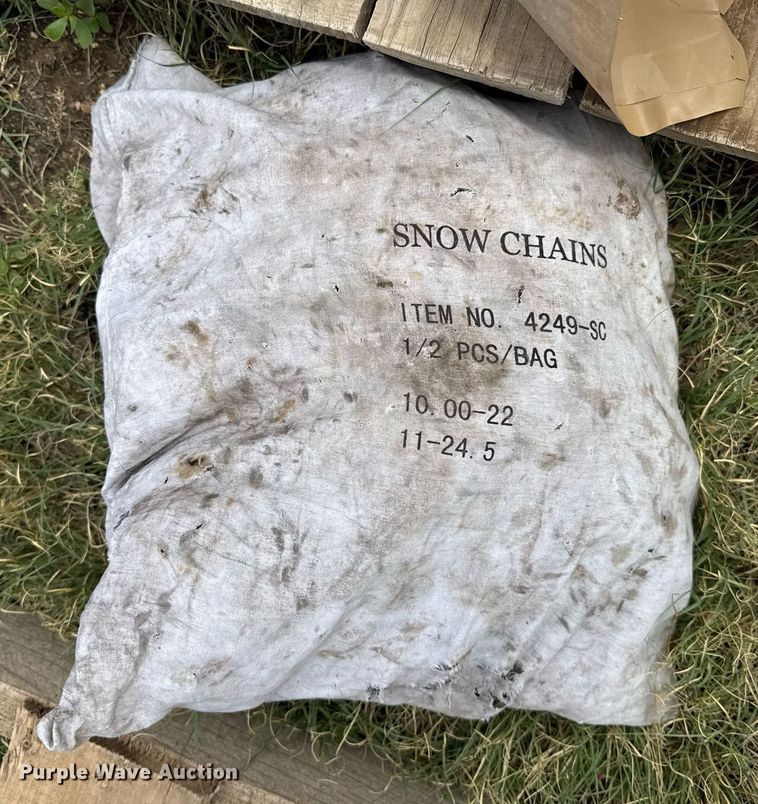 SNOW CHAINS
ITEM NO. 4249-SC
1/2 PCS/BAG
10.00-22
11-24.5
Purple Wave Auction